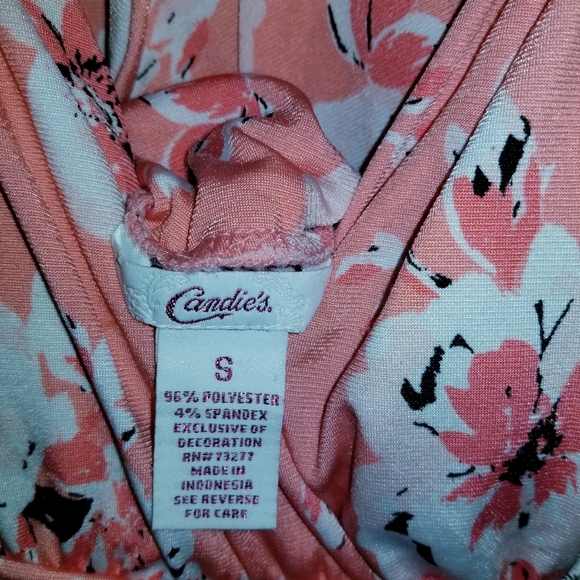 Candie's.
S
96% POLYESTER
4% SPANDEX
EXCLUSIVE OF
DECORATION
RN# 73277
MADE IN
INDONESIA
SEE REVERSE
FOR CARE